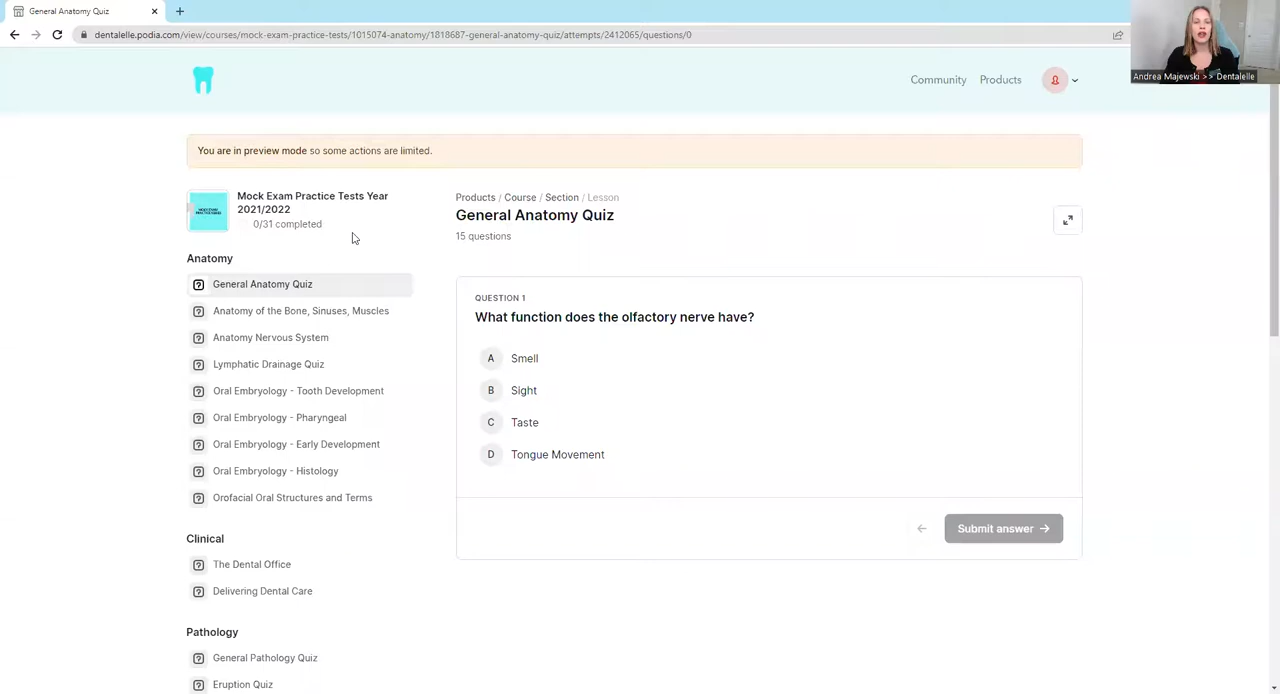 General Anatomy Quiz
dentalelle.podia.com/view/courses/mock-exam-practice-tests/1015074-anatomy/1818687-general-anatomy-quiz/attempts/2412065/questions/0
Andrea Majewski >> Dentalelle
Community Products
You are in preview mode so some actions are limited.
MOCK EXAM
PRACTICE TESTS
Mock Exam Practice Tests Year
2021/2022
0/31 completed
Products / Course / Section / Lesson
General Anatomy Quiz
15 questions
Anatomy
General Anatomy Quiz
Anatomy of the Bone, Sinuses, Muscles
Anatomy Nervous System
Lymphatic Drainage Quiz
Oral Embryology - Tooth Development
Oral Embryology - Pharyngeal
Oral Embryology - Early Development
Oral Embryology - Histology
Orofacial Oral Structures and Terms
Clinical
The Dental Office
Delivering Dental Care
Pathology
General Pathology Quiz
Eruption Quiz
QUESTION 1
What function does the olfactory nerve have?
A Smell
B Sight
C Taste
D Tongue Movement
Submit answer